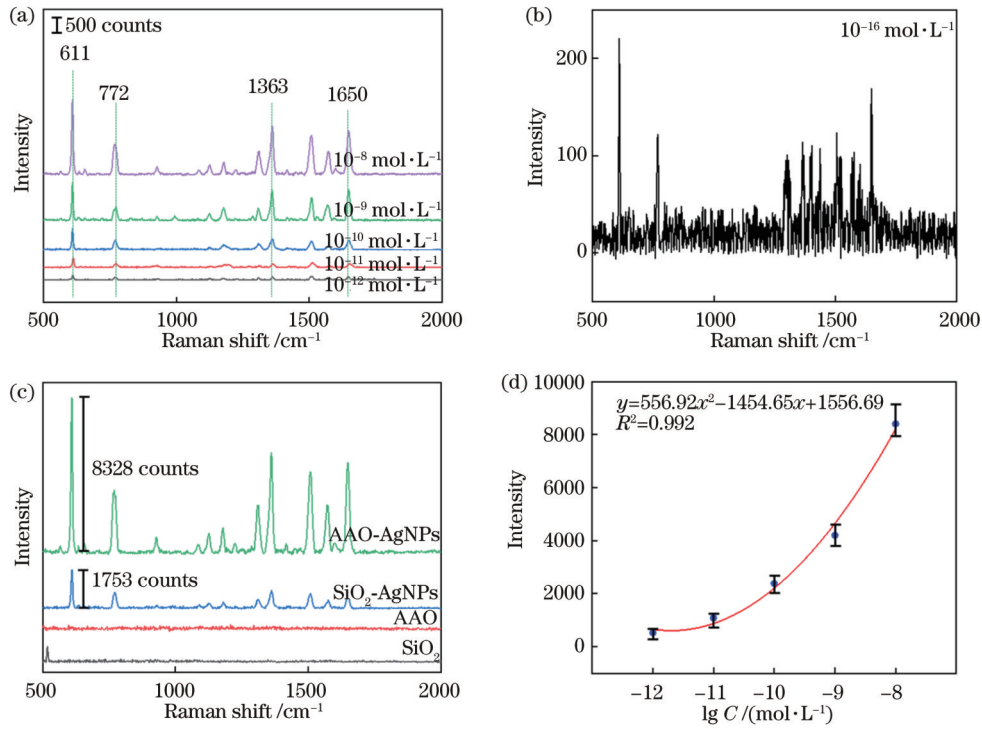 (a)
500 counts
611
772
1363
1650
10⁻⁸ mol·L⁻¹
10⁻⁹ mol·L⁻¹
10⁻¹⁰ mol·L⁻¹
10⁻¹¹ mol·L⁻¹
10⁻¹² mol·L⁻¹
Intensity
500 1000 1500 2000
Raman shift /cm⁻¹
(b)
10⁻¹⁶ mol·L⁻¹
200
100
0
Intensity
500 1000 1500 2000
Raman shift /cm⁻¹
(c)
8328 counts
AAO-AgNPs
1753 counts
SiO₂-AgNPs
AAO
SiO₂
Intensity
500 1000 1500 2000
Raman shift /cm⁻¹
(d)
10000
y=556.92x²−1454.65x+1556.69
R²=0.992
8000
6000
4000
2000
0
Intensity
−12 −11 −10 −9 −8
lg C /(mol·L⁻¹)